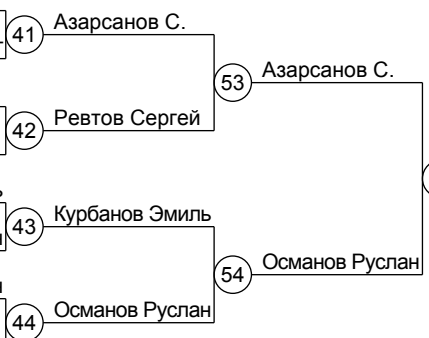 41
Азарсанов С.
53
Азарсанов С.
42
Ревтов Сергей
43
Курбанов Эмиль
54
Османов Руслан
44
Османов Руслан